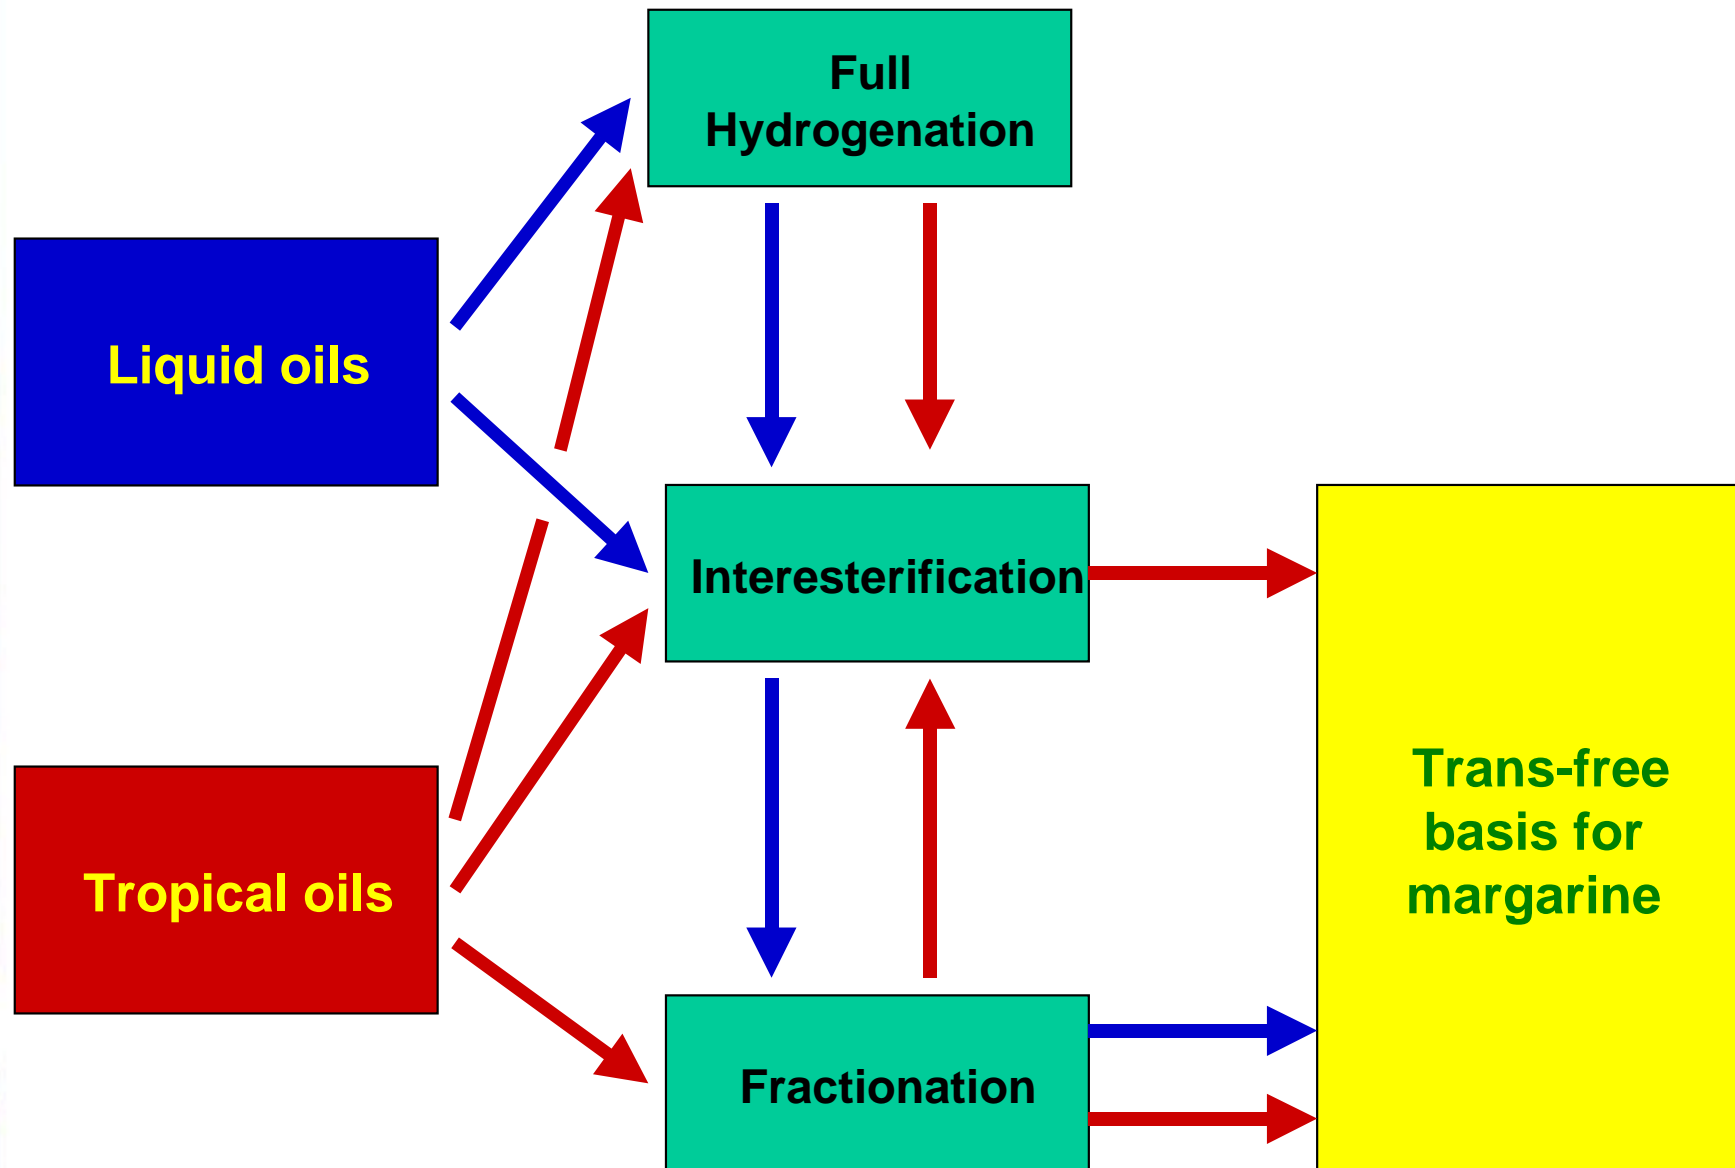 Full
Hydrogenation
Liquid oils
Interesterification
Tropical oils
Trans-free
basis for
margarine
Fractionation